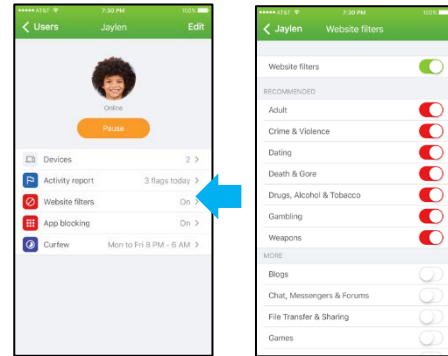 AT&T 7:30 PM 100%
Users Jaylen Edit
Online
Pause
Devices 2
Activity report 3 flags today
Website filters On
App blocking On
Curfew Mon to Fri 8 PM - 6 AM
AT&T 7:30 PM 100%
Jaylen Website filters
Website filters
RECOMMENDED
Adult
Crime & Violence
Dating
Death & Gore
Drugs, Alcohol & Tobacco
Gambling
Weapons
MORE
Blogs
Chat, Messengers & Forums
File Transfer & Sharing
Games